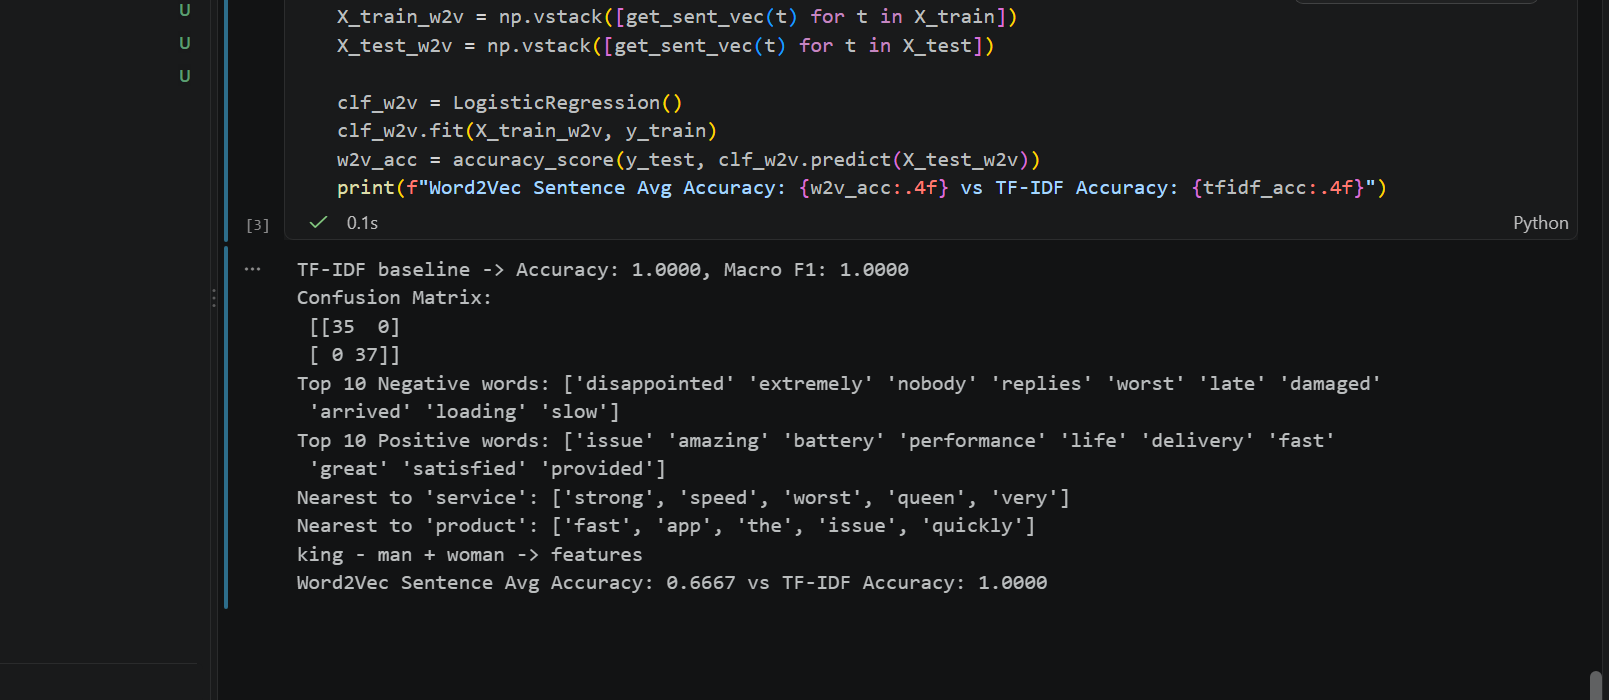 U
U
U
X_train_w2v = np.vstack([get_sent_vec(t) for t in X_train])
X_test_w2v = np.vstack([get_sent_vec(t) for t in X_test])
clf_w2v = LogisticRegression()
clf_w2v.fit(X_train_w2v, y_train)
w2v_acc = accuracy_score(y_test, clf_w2v.predict(X_test_w2v))
print(f"Word2Vec Sentence Avg Accuracy: {w2v_acc:.4f} vs TF-IDF Accuracy: {tfidf_acc:.4f}")
[3] 0.1s Python
TF-IDF baseline -> Accuracy: 1.0000, Macro F1: 1.0000
Confusion Matrix:
[[35  0]
[ 0 37]]
Top 10 Negative words: ['disappointed' 'extremely' 'nobody' 'replies' 'worst' 'late' 'damaged'
'arrived' 'loading' 'slow']
Top 10 Positive words: ['issue' 'amazing' 'battery' 'performance' 'life' 'delivery' 'fast'
'great' 'satisfied' 'provided']
Nearest to 'service': ['strong', 'speed', 'worst', 'queen', 'very']
Nearest to 'product': ['fast', 'app', 'the', 'issue', 'quickly']
king - man + woman -> features
Word2Vec Sentence Avg Accuracy: 0.6667 vs TF-IDF Accuracy: 1.0000